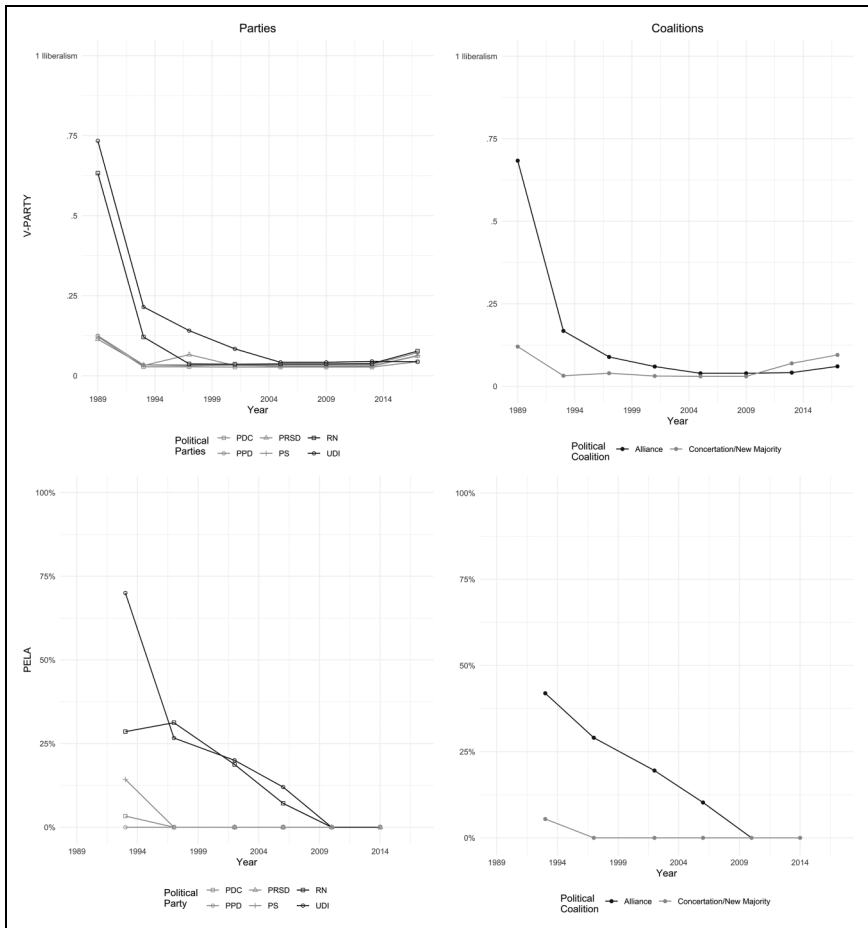 Parties
1 Iliberalism
.75
.5
.25
0
V-PARTY
1989 1994 1999 2004 2009 2014
Year
Political
Parties
PDC PRSD RN
PPD PS UDI
Coalitions
1 Iliberalism
.75
.5
.25
0
1989 1994 1999 2004 2009 2014
Year
Political
Coalition
Alliance Concertation/New Majority
100%
75%
50%
25%
0%
PELA
1989 1994 1999 2004 2009 2014
Year
Political
Party
PDC PRSD RN
PPD PS UDI
100%
75%
50%
25%
0%
1989 1994 1999 2004 2009 2014
Year
Political
Coalition
Alliance Concertation/New Majority